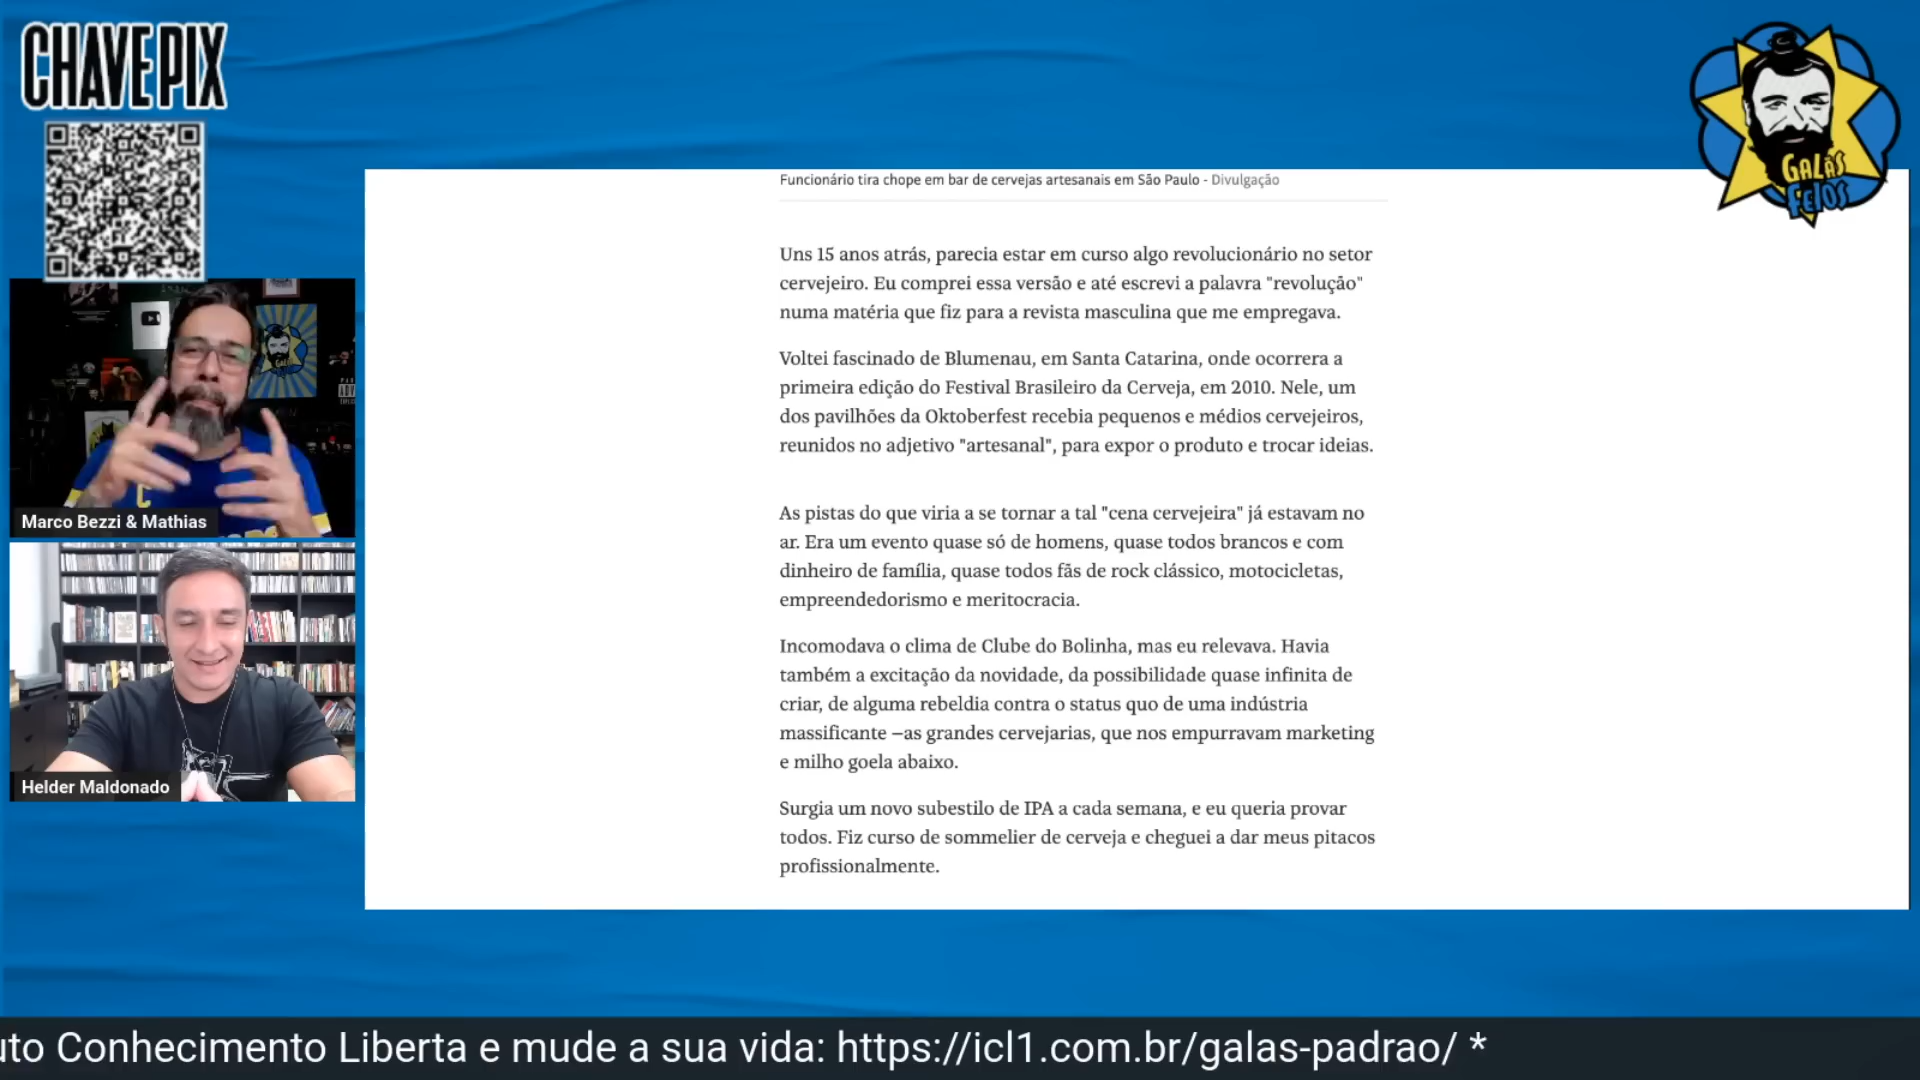 CHAVE PIX
GALÃS
FEIOS
Funcionário tira chope em bar de cervejas artesanais em São Paulo - Divulgação
Uns 15 anos atrás, parecia estar em curso algo revolucionário no setor
cervejeiro. Eu comprei essa versão e até escrevi a palavra "revolução"
numa matéria que fiz para a revista masculina que me empregava.
Voltei fascinado de Blumenau, em Santa Catarina, onde ocorrera a
primeira edição do Festival Brasileiro da Cerveja, em 2010. Nele, um
dos pavilhões da Oktoberfest recebia pequenos e médios cervejeiros,
reunidos no adjetivo "artesanal", para expor o produto e trocar ideias.
As pistas do que viria a se tornar a tal "cena cervejeira" já estavam no
ar. Era um evento quase só de homens, quase todos brancos e com
dinheiro de família, quase todos fãs de rock clássico, motocicletas,
empreendedorismo e meritocracia.
Incomodava o clima de Clube do Bolinha, mas eu relevava. Havia
também a excitação da novidade, da possibilidade quase infinita de
criar, de alguma rebeldia contra o status quo de uma indústria
massificante –as grandes cervejarias, que nos empurravam marketing
e milho goela abaixo.
Surgia um novo subestilo de IPA a cada semana, e eu queria provar
todos. Fiz curso de sommelier de cerveja e cheguei a dar meus pitacos
profissionalmente.
Marco Bezzi & Mathias
Helder Maldonado
uto Conhecimento Liberta e mude a sua vida: https://icl1.com.br/galas-padrao/ *